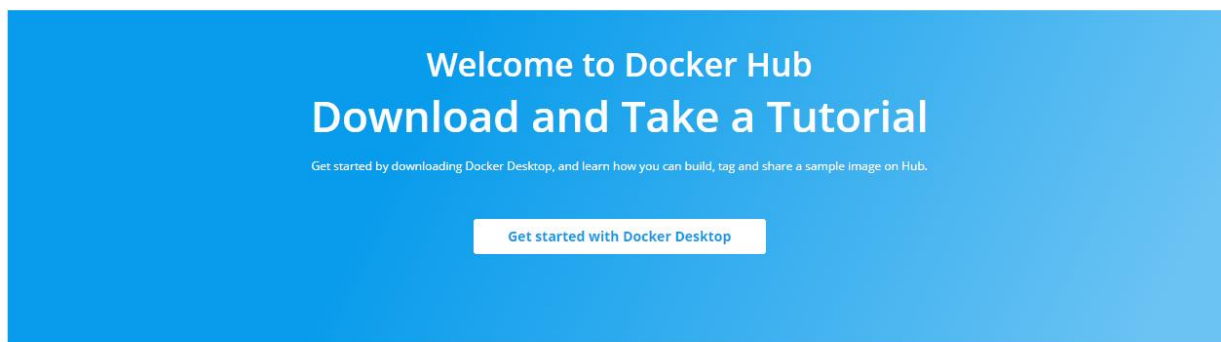 Welcome to Docker Hub
Download and Take a Tutorial
Get started by downloading Docker Desktop, and learn how you can build, tag and share a sample image on Hub.
Get started with Docker Desktop